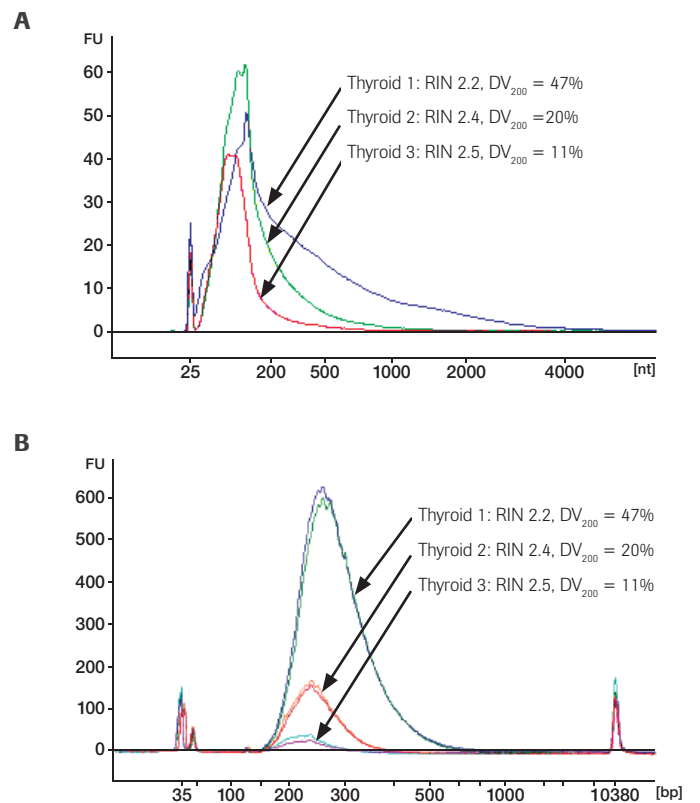 A
FU
60
50
40
30
20
10
0
Thyroid 1: RIN 2.2, DV200 = 47%
Thyroid 2: RIN 2.4, DV200 =20%
Thyroid 3: RIN 2.5, DV200 = 11%
25 200 500 1000 2000 4000 [nt]
B
FU
600
500
400
300
200
100
0
Thyroid 1: RIN 2.2, DV200 = 47%
Thyroid 2: RIN 2.4, DV200 = 20%
Thyroid 3: RIN 2.5, DV200 = 11%
35 100 200 300 500 1000 10380 [bp]